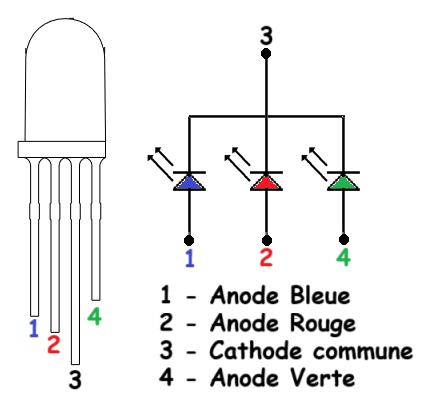 3
1 2 4
1 2 3 4
1 - Anode Bleue
2 - Anode Rouge
3 - Cathode commune
4 - Anode Verte